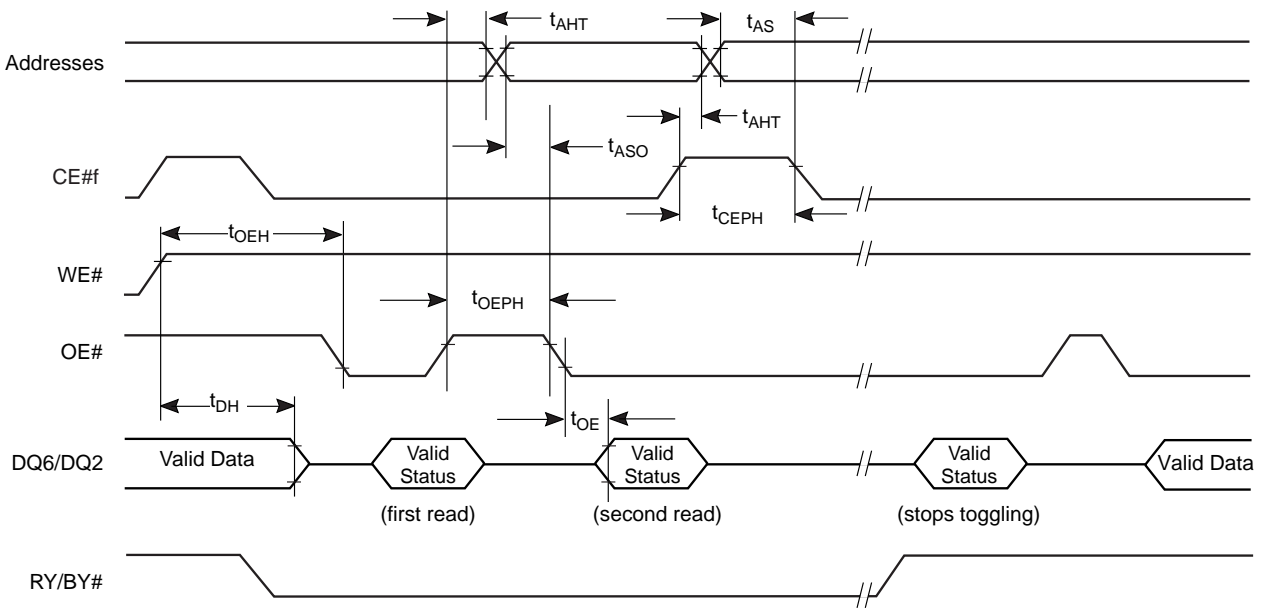 tAHT
tAS
Addresses
tAHT
tASO
CE#f
tCEPH
tOEH
WE#
tOEPH
OE#
tDH
tOE
DQ6/DQ2
Valid Data
Valid
Status
Valid
Status
Valid
Status
Valid Data
(first read)
(second read)
(stops toggling)
RY/BY#